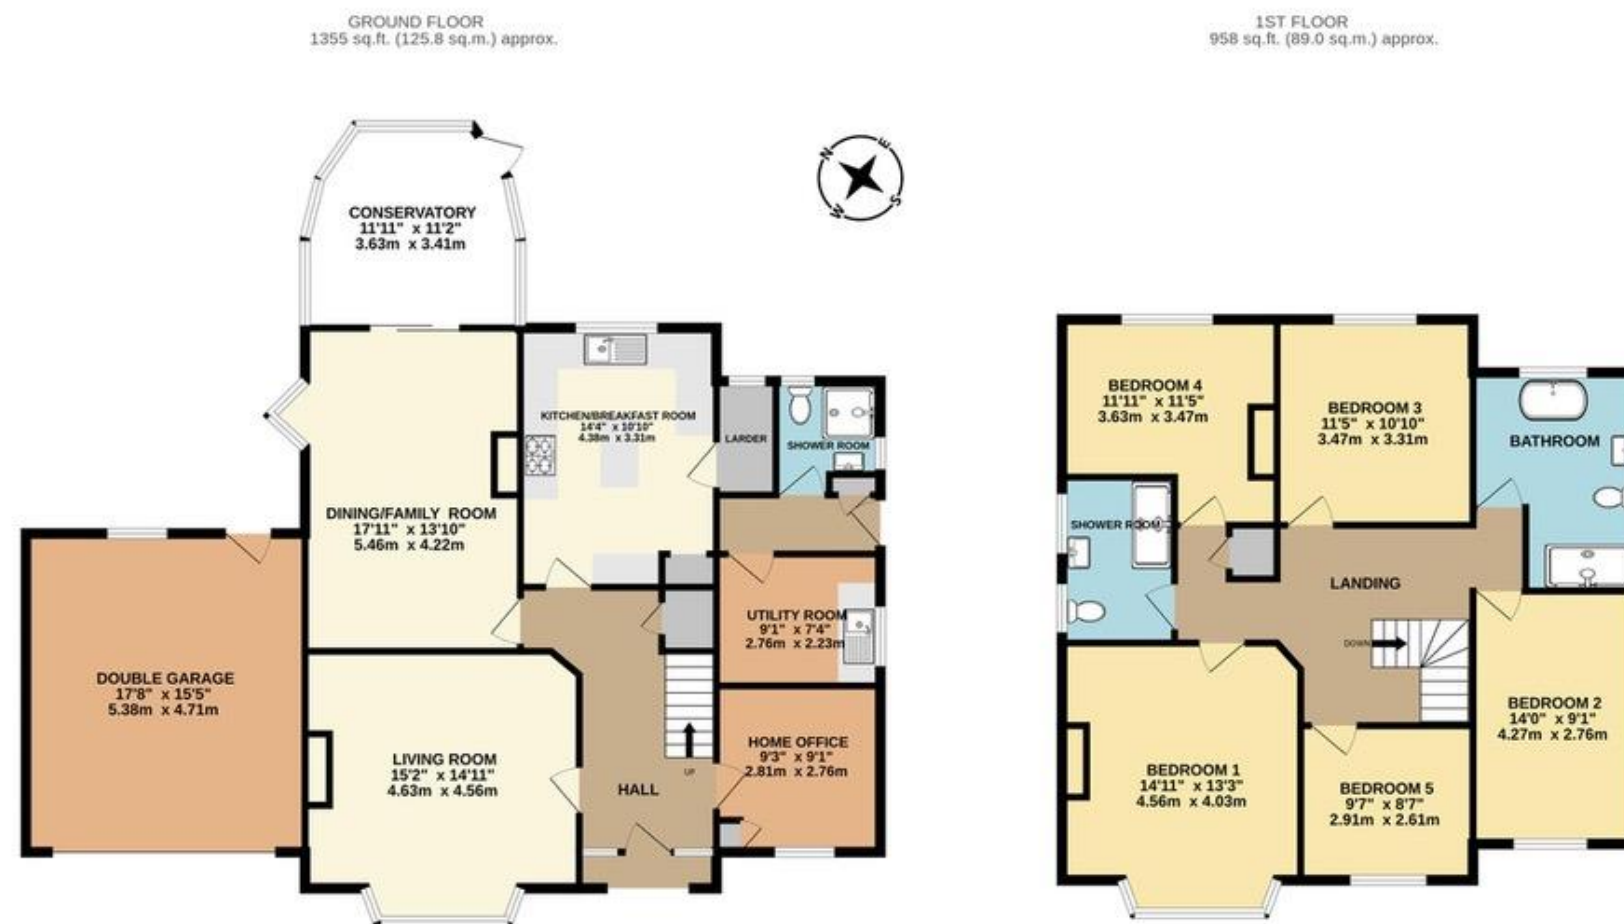 GROUND FLOOR
1355 sq.ft. (125.8 sq.m.) approx.
1ST FLOOR
958 sq.ft. (89.0 sq.m.) approx.
N
E
S
W
CONSERVATORY
11'11" x 11'2"
3.63m x 3.41m
KITCHEN/BREAKFAST ROOM
14'4" x 10'10"
4.38m x 3.31m
LARDER
SHOWER ROOM
DINING/FAMILY ROOM
17'11" x 13'10"
5.46m x 4.22m
UTILITY ROOM
9'1" x 7'4"
2.76m x 2.23m
DOUBLE GARAGE
17'8" x 15'5"
5.38m x 4.71m
LIVING ROOM
15'2" x 14'11"
4.63m x 4.56m
UP
HALL
HOME OFFICE
9'3" x 9'1"
2.81m x 2.76m
BEDROOM 4
11'11" x 11'5"
3.63m x 3.47m
BEDROOM 3
11'5" x 10'10"
3.47m x 3.31m
BATHROOM
SHOWER ROOM
LANDING
DOWN
BEDROOM 2
14'0" x 9'1"
4.27m x 2.76m
BEDROOM 1
14'11" x 13'3"
4.56m x 4.03m
BEDROOM 5
9'7" x 8'7"
2.91m x 2.61m